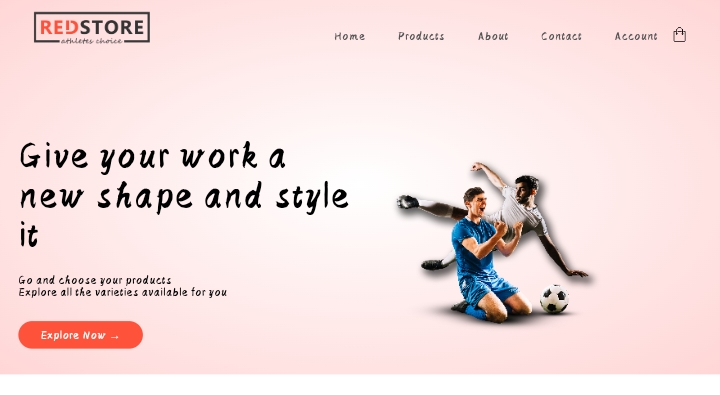 REDSTORE
athletes choice
Home Products About Contact Account
Give your work a
new shape and style
it
Go and choose your products
Explore all the varieties available for you
Explore Now →